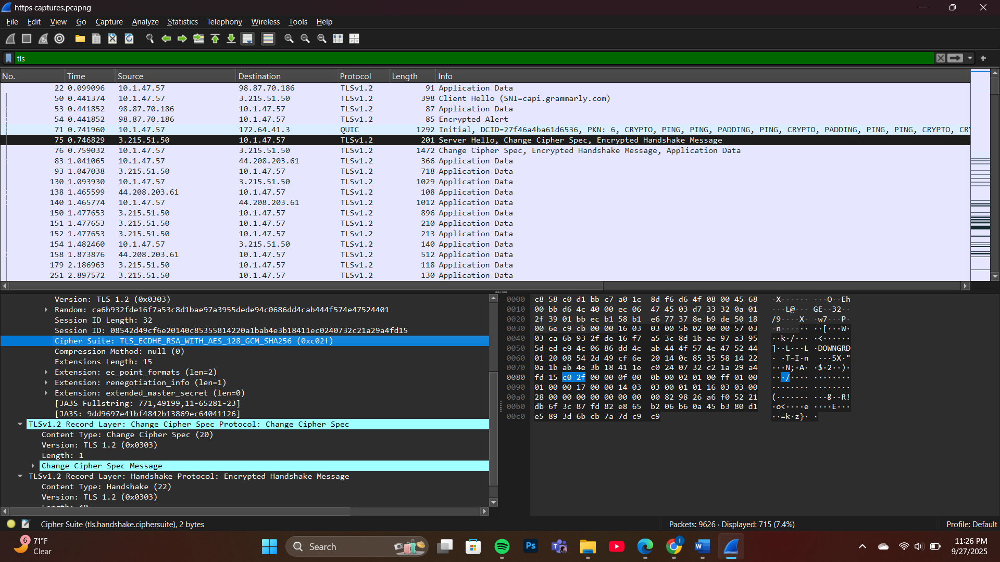 https captures.pcapng
File Edit View Go Capture Analyze Statistics Telephony Wireless Tools Help
tls
No. Time Source Destination Protocol Length Info
22 0.099096 10.1.47.57 98.87.70.186 TLSv1.2 91 Application Data
50 0.441374 10.1.47.57 3.215.51.50 TLSv1.2 398 Client Hello (SNI=capi.grammarly.com)
53 0.441852 98.87.70.186 10.1.47.57 TLSv1.2 87 Application Data
54 0.441852 98.87.70.186 10.1.47.57 TLSv1.2 85 Encrypted Alert
71 0.741960 10.1.47.57 172.64.41.3 QUIC 1292 Initial, DCID=27f46a4ba61d6536, PKN: 6, CRYPTO, PING, PING, PADDING, PING, CRYPTO, PADDING, PING, PING, CRYPTO, CRY
75 0.746829 3.215.51.50 10.1.47.57 TLSv1.2 201 Server Hello, Change Cipher Spec, Encrypted Handshake Message
76 0.759032 10.1.47.57 3.215.51.50 TLSv1.2 1472 Change Cipher Spec, Encrypted Handshake Message, Application Data
83 1.041065 10.1.47.57 44.208.203.61 TLSv1.2 366 Application Data
93 1.047038 3.215.51.50 10.1.47.57 TLSv1.2 718 Application Data
130 1.093930 10.1.47.57 3.215.51.50 TLSv1.2 1029 Application Data
138 1.465599 44.208.203.61 10.1.47.57 TLSv1.2 108 Application Data
140 1.465774 10.1.47.57 44.208.203.61 TLSv1.2 1012 Application Data
150 1.477653 3.215.51.50 10.1.47.57 TLSv1.2 896 Application Data
151 1.477653 3.215.51.50 10.1.47.57 TLSv1.2 210 Application Data
152 1.477653 3.215.51.50 10.1.47.57 TLSv1.2 213 Application Data
154 1.482460 10.1.47.57 3.215.51.50 TLSv1.2 140 Application Data
158 1.873876 44.208.203.61 10.1.47.57 TLSv1.2 512 Application Data
179 2.186963 3.215.51.50 10.1.47.57 TLSv1.2 118 Application Data
251 2.897572 3.215.51.50 10.1.47.57 TLSv1.2 130 Application Data
Version: TLS 1.2 (0x0303)
Random: ca6b932fde16f7a53c8d1bae97a3955dede94c0686dd4cab444f574e47524401
Session ID Length: 32
Session ID: 08542d49cf6e20140c85355814220a1bab4e3b18411ec0240732c21a29a4fd15
Cipher Suite: TLS_ECDHE_RSA_WITH_AES_128_GCM_SHA256 (0xc02f)
Compression Method: null (0)
Extensions Length: 15
Extension: ec_point_formats (len=2)
Extension: renegotiation_info (len=1)
Extension: extended_master_secret (len=0)
[JA3S Fullstring: 771,49199,11-65281-23]
[JA3S: 9dd9697e41bf4842b13869ec64041126]
TLSv1.2 Record Layer: Change Cipher Spec Protocol: Change Cipher Spec
Content Type: Change Cipher Spec (20)
Version: TLS 1.2 (0x0303)
Length: 1
Change Cipher Spec Message
TLSv1.2 Record Layer: Handshake Protocol: Encrypted Handshake Message
Content Type: Handshake (22)
Version: TLS 1.2 (0x0303)
Length: 40
0000 c8 58 c0 d1 bb c7 a0 1c 8d f6 d6 4f 08 00 45 68 ·X······ ···O··Eh
0010 00 bb d6 4c 40 00 ec 06 47 45 03 d7 33 32 0a 01 ···L@··· GE··32··
0020 2f 39 01 bb ec b1 58 b1 e6 77 37 8e b9 de 50 18 /9····X· ·w7···P·
0030 00 6e c9 cb 00 00 16 03 03 00 5b 02 00 00 57 03 ·n······ ··[···W·
0040 03 ca 6b 93 2f de 16 f7 a5 3c 8d 1b ae 97 a3 95 ··k·/··· ·<······
0050 5d ed e9 4c 06 86 dd 4c ab 44 4f 57 4e 47 52 44 ]··L···L ·DOWNGRD
0060 01 20 08 54 2d 49 cf 6e 20 14 0c 85 35 58 14 22 · ·T-I·n ···5X·"
0070 0a 1b ab 4e 3b 18 41 1e c0 24 07 32 c2 1a 29 a4 ···N;·A· ·$·2··)·
0080 fd 15 c0 2f 00 00 0f 00 0b 00 02 01 00 ff 01 00 ···/···· ········
0090 01 00 00 17 00 00 14 03 03 00 01 01 16 03 03 00 ········ ········
00a0 28 00 00 00 00 00 00 00 00 82 98 26 a6 f0 52 21 (······· ···&··R!
00b0 db 6f 3c 87 fd 82 e8 65 b2 06 b6 0a 45 b3 80 d1 ·o<····e ····E···
00c0 e5 89 3d 6b cb 7a 7d c9 c9 ··=k·z}· ·
Cipher Suite (tls.handshake.ciphersuite), 2 bytes
Packets: 9626 · Displayed: 715 (7.4%)
Profile: Default
6
71°F
Clear
Search
Ps
11:26 PM
9/27/2025